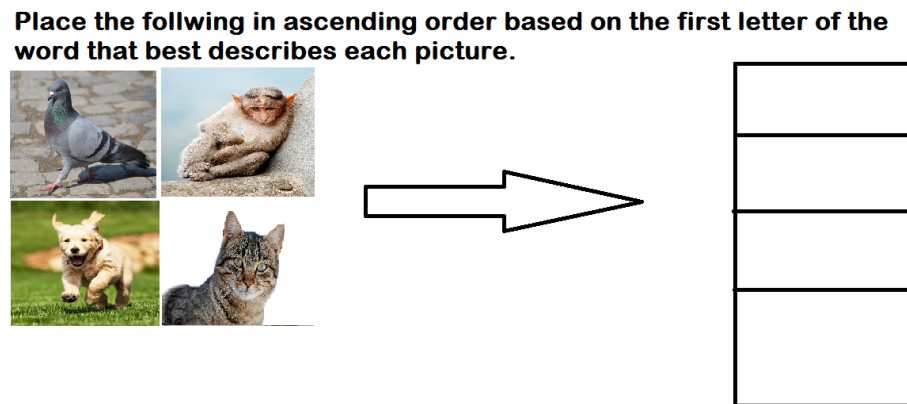 Place the follwing in ascending order based on the first letter of the
word that best describes each picture.